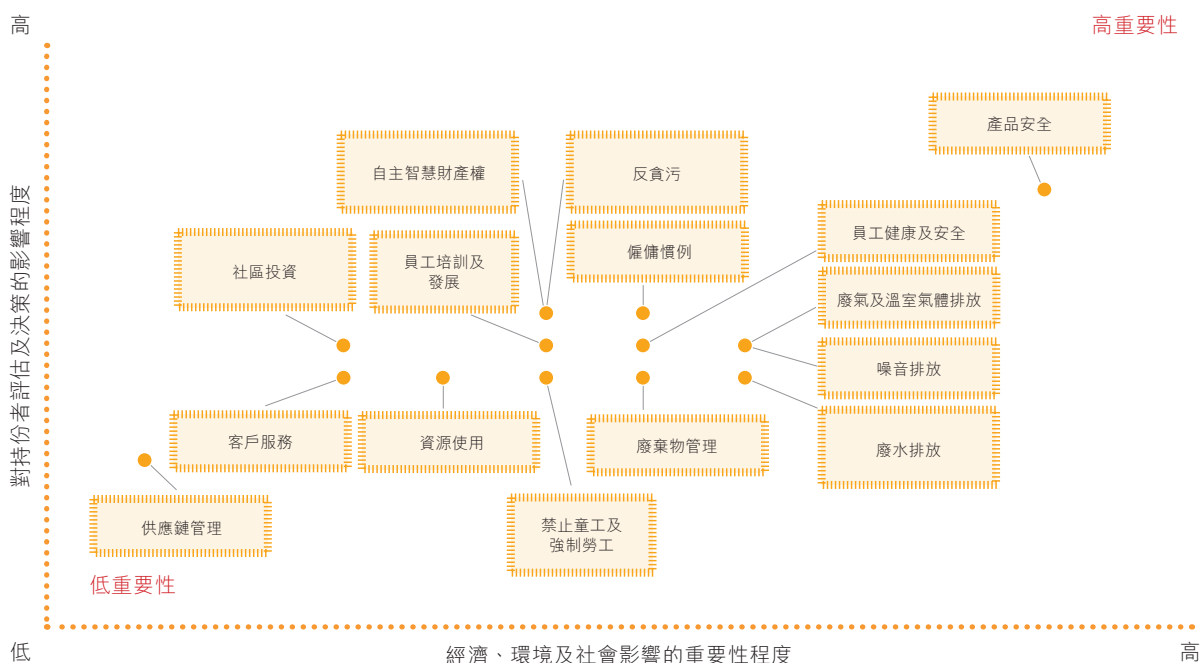 高
高重要性
產品安全
自主智慧財產權
反貪污
員工健康及安全
僱傭慣例
社區投資
員工培訓及
發展
廢氣及溫室氣體排放
噪音排放
對持份者評估及決策的影響程度
客戶服務
資源使用
廢棄物管理
廢水排放
供應鏈管理
禁止童工及
強制勞工
低重要性
低
經濟、環境及社會影響的重要性程度
高